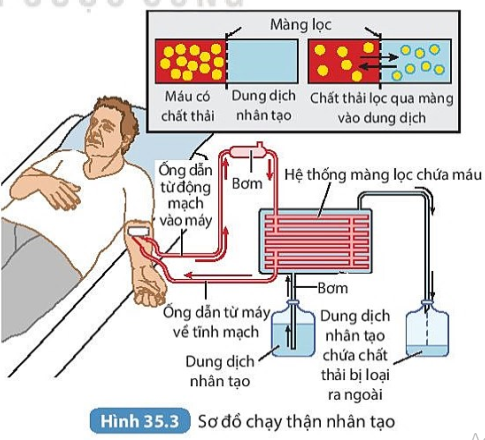 Màng lọc
Máu có
chất thải
Dung dịch
nhân tạo
Chất thải lọc qua màng
vào dung dịch
Ống dẫn
từ động
mạch
vào máy
Bơm
Hệ thống màng lọc chứa máu
Bơm
Ống dẫn từ máy
về tĩnh mạch
Dung dịch
nhân tạo
Dung dịch
nhân tạo
chứa chất
thải bị loại
ra ngoài
Hình 35.3 Sơ đồ chạy thận nhân tạo